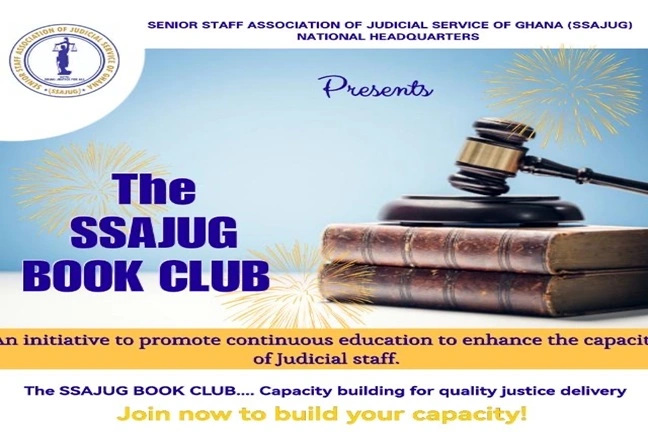 SENIOR STAFF ASSOCIATION OF JUDICIAL SERVICE OF GHANA (SSAJUG)
NATIONAL HEADQUARTERS
SENIOR STAFF ASSOCIATION OF JUDICIAL SERVICE OF GHANA
(SSAJUG)
Presents
The
SSAJUG
BOOK CLUB
An initiative to promote continuous education to enhance the capacit
of Judicial staff.
The SSAJUG BOOK CLUB.... Capacity building for quality justice delivery
Join now to build your capacity!